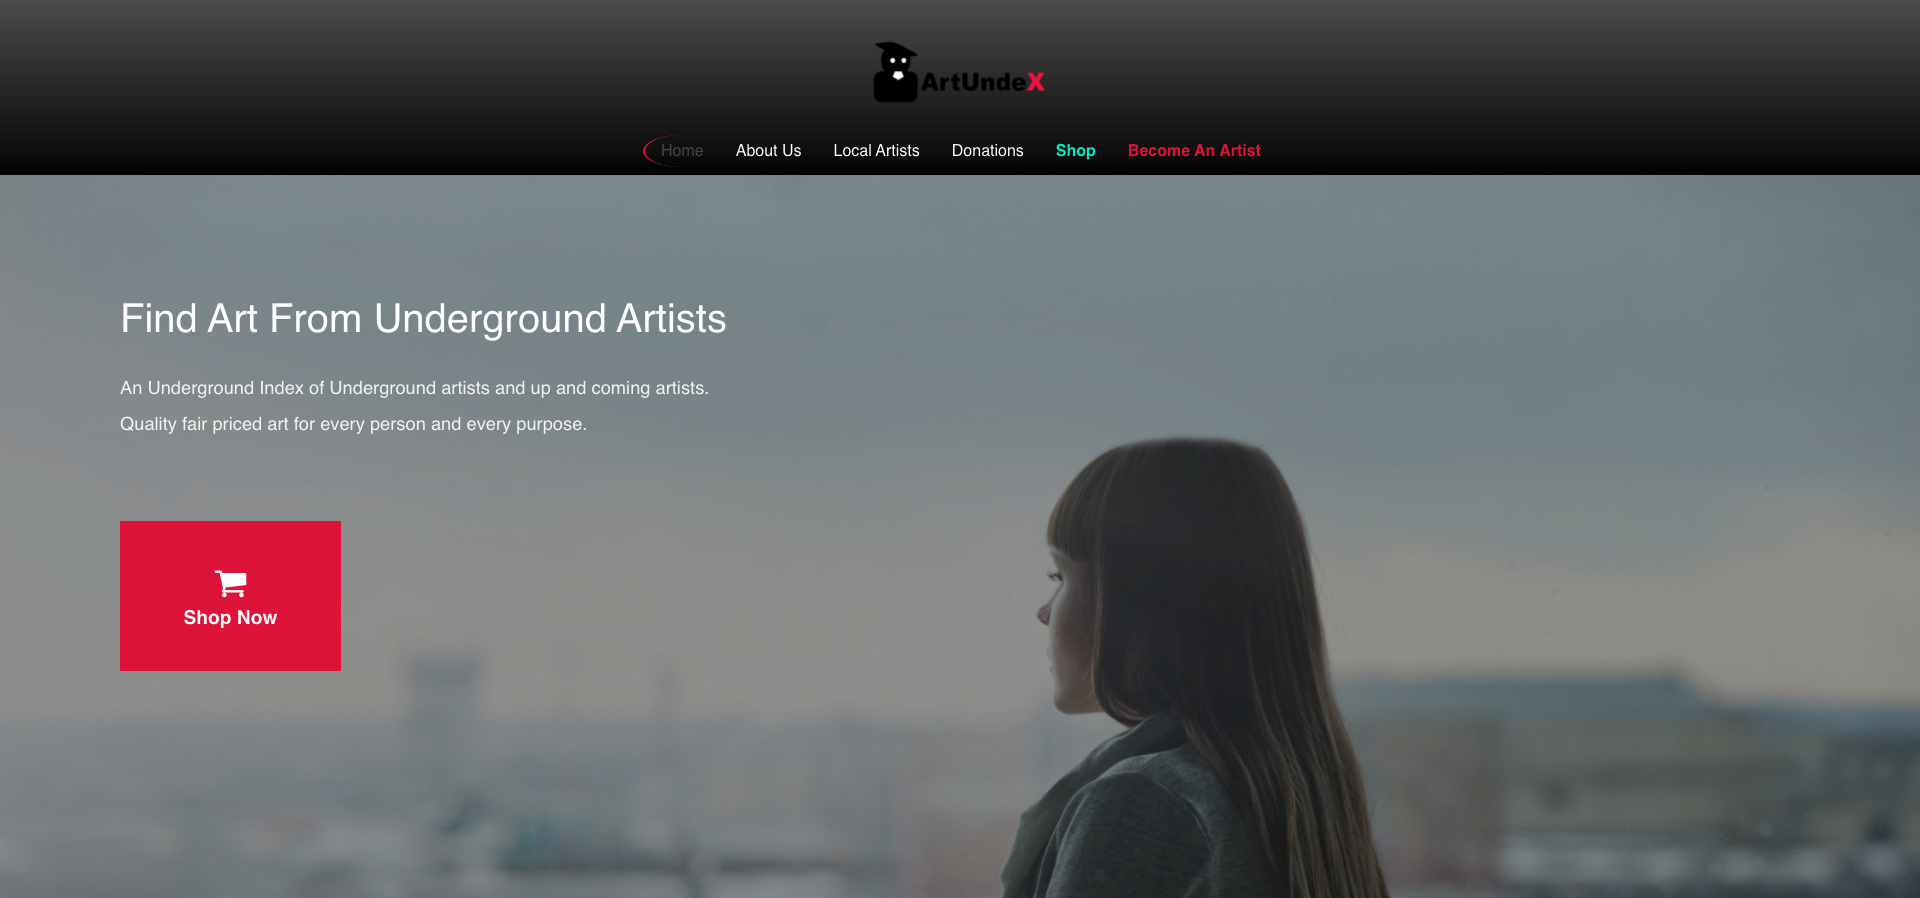 ArtUndeX
Home About Us Local Artists Donations Shop Become An Artist
Find Art From Underground Artists
An Underground Index of Underground artists and up and coming artists.
Quality fair priced art for every person and every purpose.
Shop Now